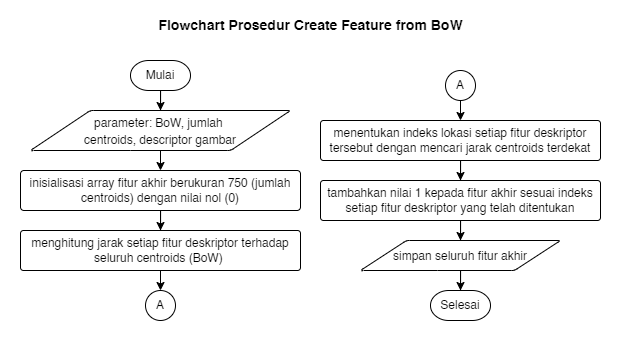 Flowchart Prosedur Create Feature from BoW
Mulai
parameter: BoW, jumlah
centroids, descriptor gambar
inisialisasi array fitur akhir berukuran 750 (jumlah
centroids) dengan nilai nol (0)
menghitung jarak setiap fitur deskriptor terhadap
seluruh centroids (BoW)
A
A
menentukan indeks lokasi setiap fitur deskriptor
tersebut dengan mencari jarak centroids terdekat
tambahkan nilai 1 kepada fitur akhir sesuai indeks
setiap fitur deskriptor yang telah ditentukan
simpan seluruh fitur akhir
Selesai